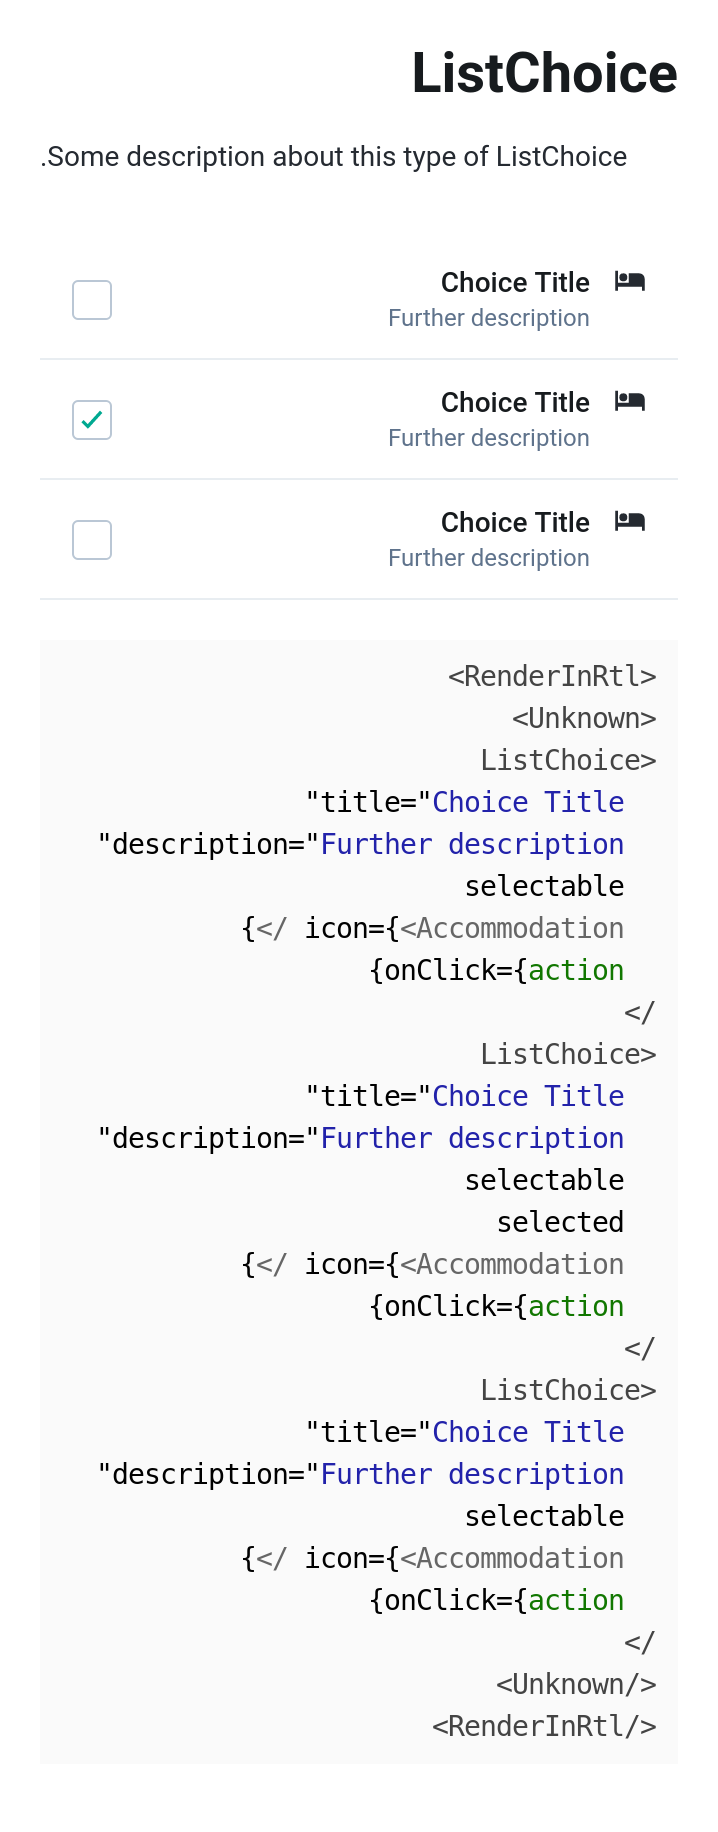 ListChoice
.Some description about this type of ListChoice
Choice Title
Further description
Choice Title
Further description
Choice Title
Further description
<RenderInRtl>
<Unknown>
ListChoice>
"title="Choice Title
"description="Further description
selectable
{</ icon={<Accommodation
{onClick={action
</
ListChoice>
"title="Choice Title
"description="Further description
selectable
selected
{</ icon={<Accommodation
{onClick={action
</
ListChoice>
"title="Choice Title
"description="Further description
selectable
{</ icon={<Accommodation
{onClick={action
</
<Unknown/>
<RenderInRtl/>